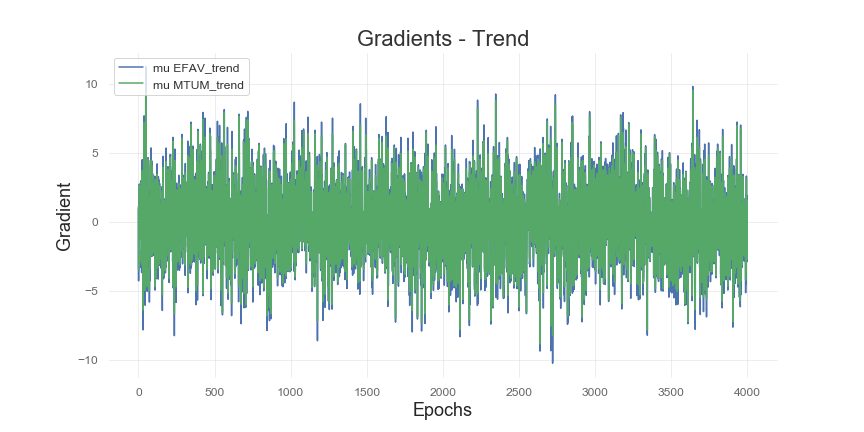 Gradients - Trend
mu EFAV_trend
mu MTUM_trend
Gradient
10
5
0
−5
−10
0 500 1000 1500 2000 2500 3000 3500 4000
Epochs